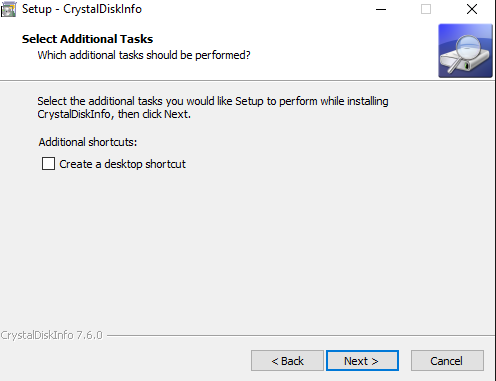 Setup - CrystalDiskInfo
Select Additional Tasks
Which additional tasks should be performed?
Select the additional tasks you would like Setup to perform while installing
CrystalDiskInfo, then click Next.
Additional shortcuts:
Create a desktop shortcut
CrystalDiskInfo 7.6.0
< Back
Next >
Cancel